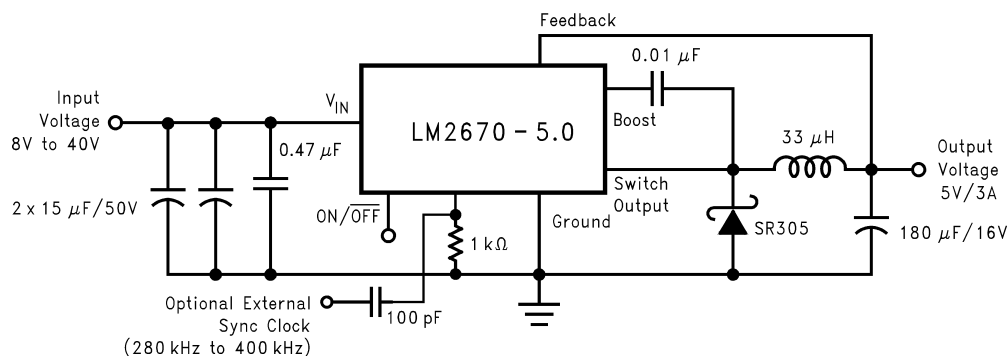 Feedback
0.01 μF
Input
Voltage
8V to 40V
VIN
LM2670 - 5.0
Boost
33 μH
Output
Voltage
5V/3A
0.47 μF
2 x 15 μF/50V
ON/OFF
Ground
Switch
Output
SR305
180 μF/16V
1 kΩ
Optional External
Sync Clock
(280 kHz to 400 kHz)
100 pF